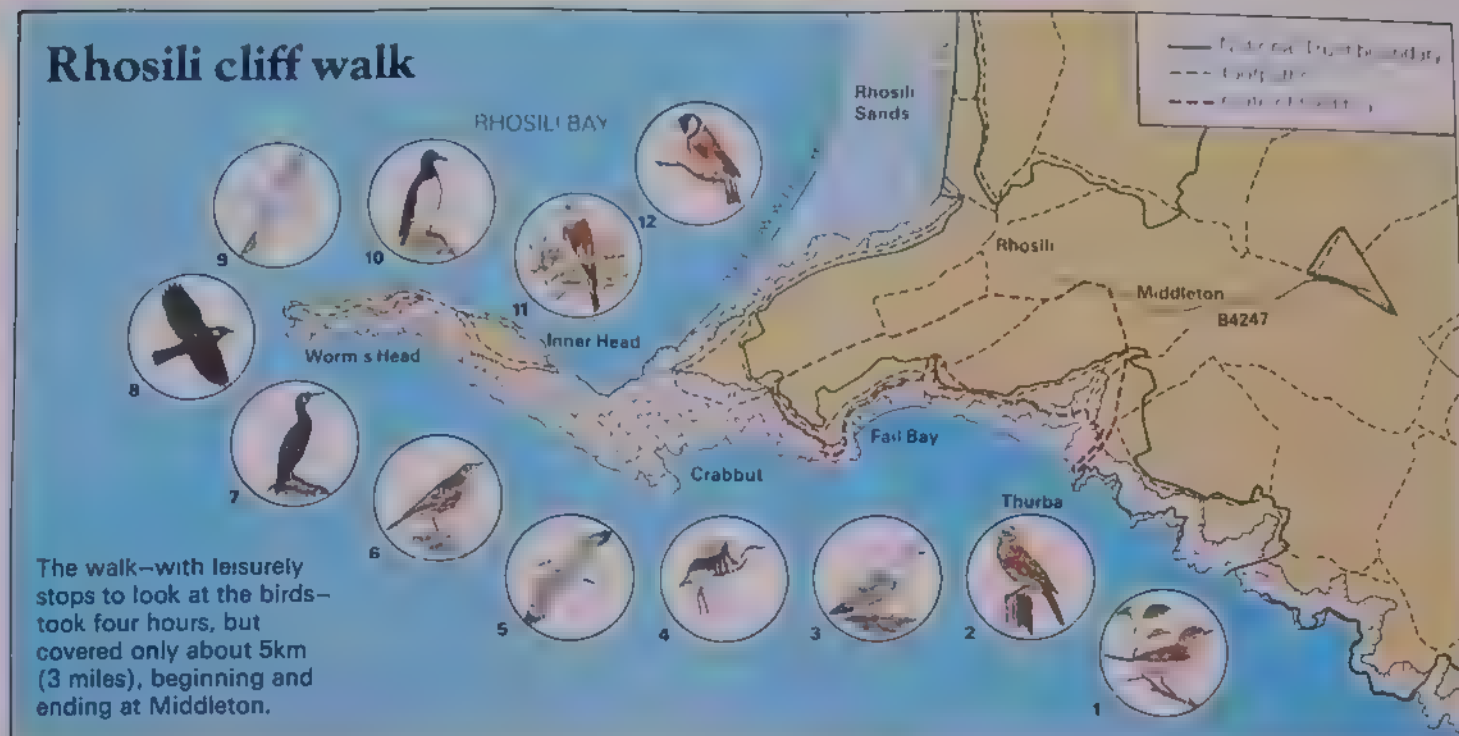 Rhosili cliff walk
RHOSILI BAY
Rhosili
Sands
Rhosili
Middleton
B4247
Worm s Head
Inner Head
Fall Bay
Crabbut
Thurba
12
11
10
9
8
7
6
5
4
3
2
1
The walk–with leisurely
stops to look at the birds–
took four hours, but
covered only about 5km
(3 miles), beginning and
ending at Middleton.